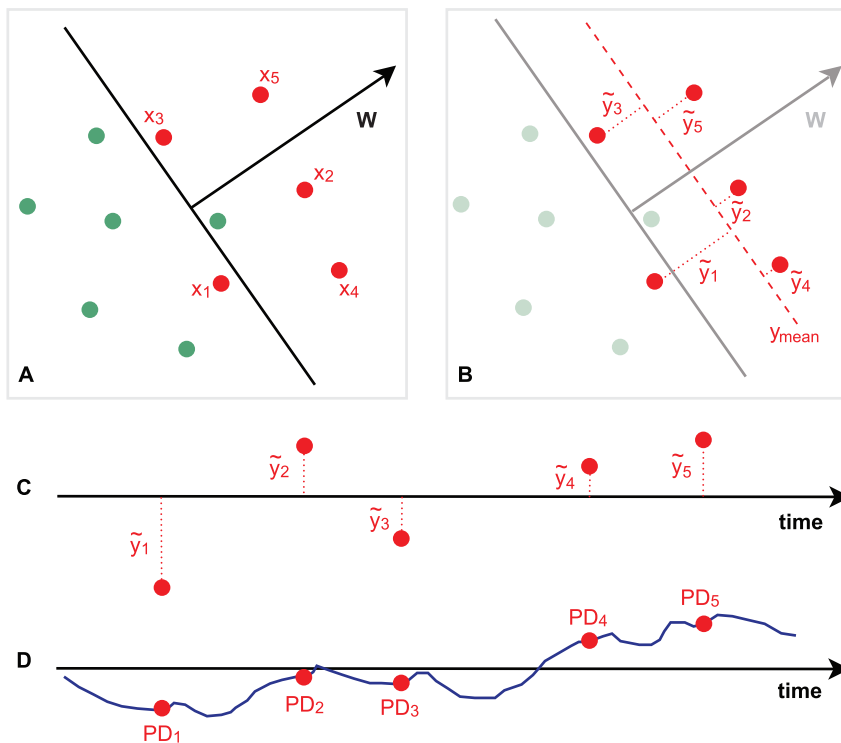 x5
x3
W
x2
x1
x4
A
ỹ3
ỹ5
W
ỹ2
ỹ1
ỹ4
ymean
B
ỹ2
ỹ4
ỹ5
C
time
ỹ1
ỹ3
PD4
PD5
D
time
PD1
PD2
PD3